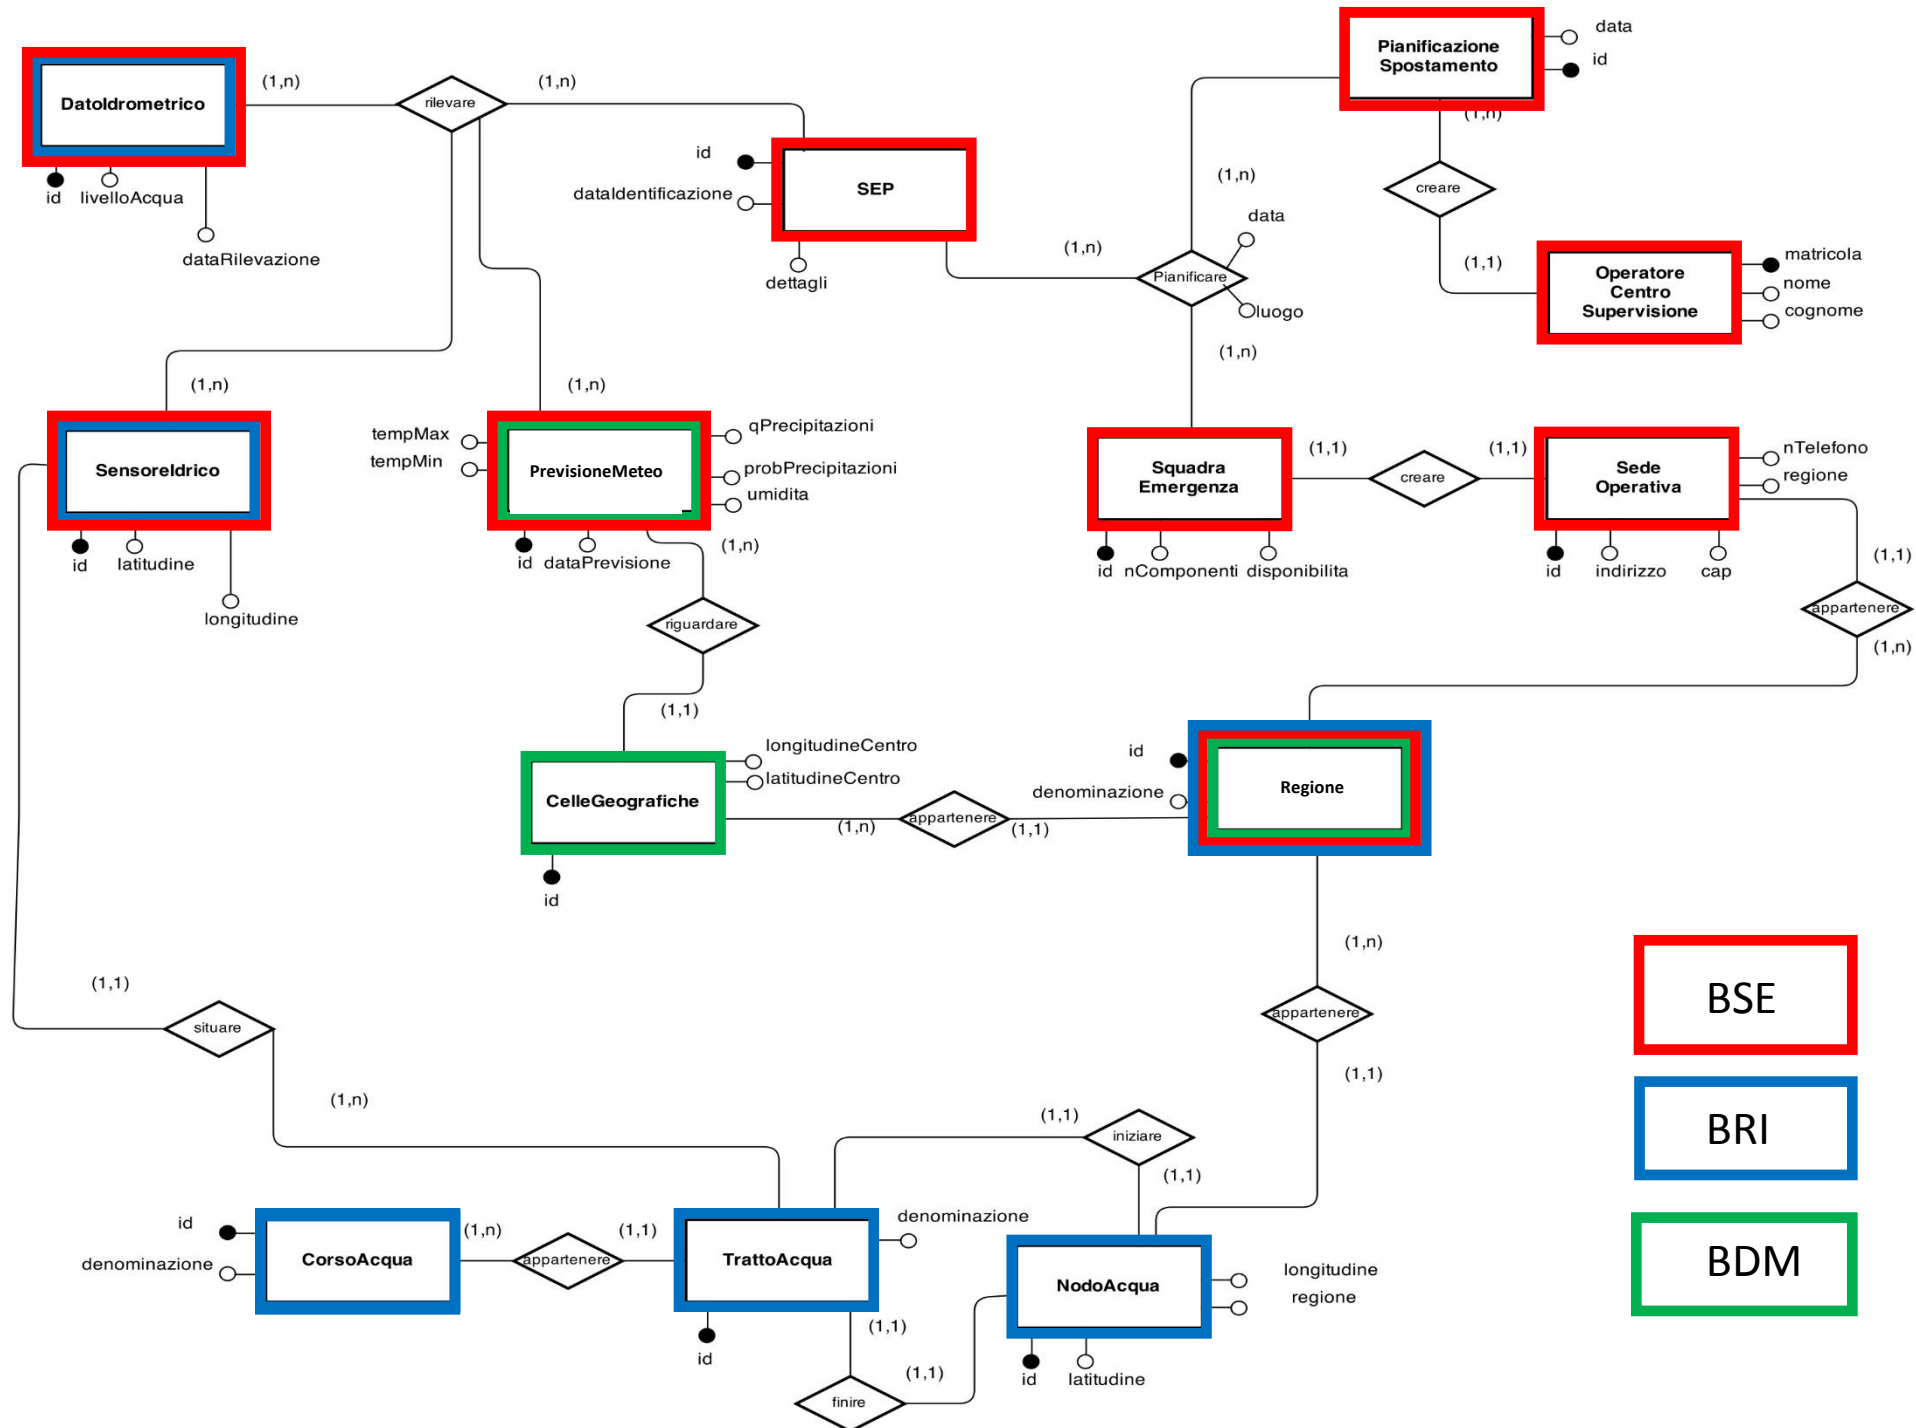 data
Pianificazione
Spostamento
id
(1,n)
(1,n)
DatoIdrometrico
rilevare
(1,n)
id
creare
SEP
dataIdentificazione
(1,n)
id
livelloAcqua
data
dataRilevazione
(1,n)
(1,1)
matricola
Operatore
Centro
Supervisione
nome
cognome
dettagli
Pianificare
luogo
(1,n)
(1,n)
(1,n)
tempMax
tempMin
qPrecipitazioni
probPrecipitazioni
umidita
SensoreIdrico
PrevisioneMeteo
Squadra
Emergenza
(1,1)
creare
(1,1)
Sede
Operativa
nTelefono
regione
id
latitudine
longitudine
id
dataPrevisione
(1,n)
id
nComponenti
disponibilita
id
indirizzo
cap
(1,1)
appartenere
(1,n)
riguardare
(1,1)
longitudineCentro
latitudineCentro
CelleGeografiche
id
(1,n)
appartenere
(1,1)
id
denominazione
Regione
(1,n)
appartenere
(1,1)
BSE
BRI
BDM
(1,1)
situare
(1,n)
(1,1)
iniziare
(1,1)
id
denominazione
CorsoAcqua
(1,n)
appartenere
(1,1)
TrattoAcqua
denominazione
id
NodoAcqua
longitudine
regione
id
latitudine
(1,1)
finire
(1,1)